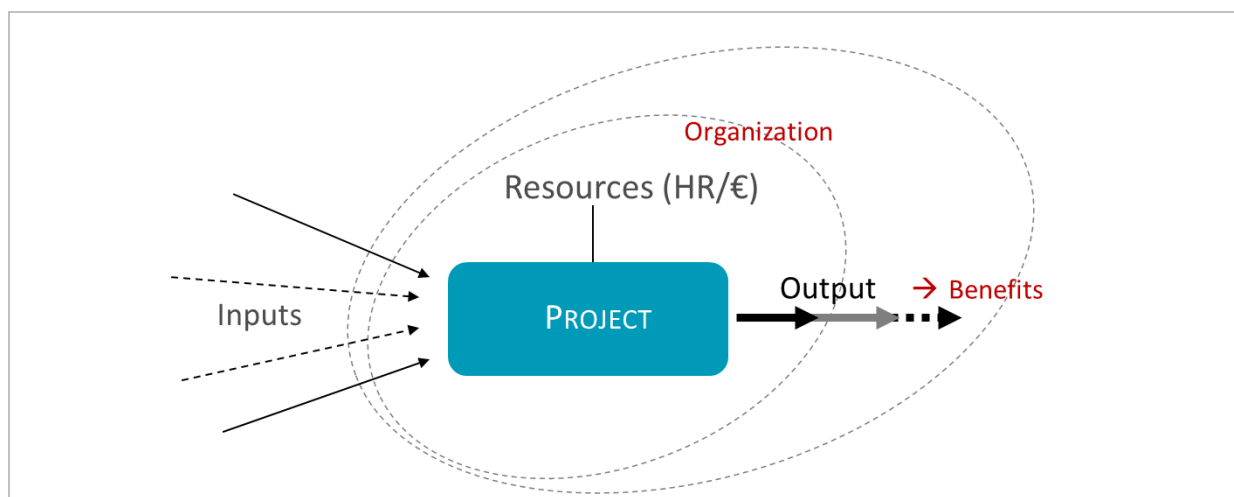 Organization
Resources (HR/€)
Inputs
PROJECT
Output → Benefits